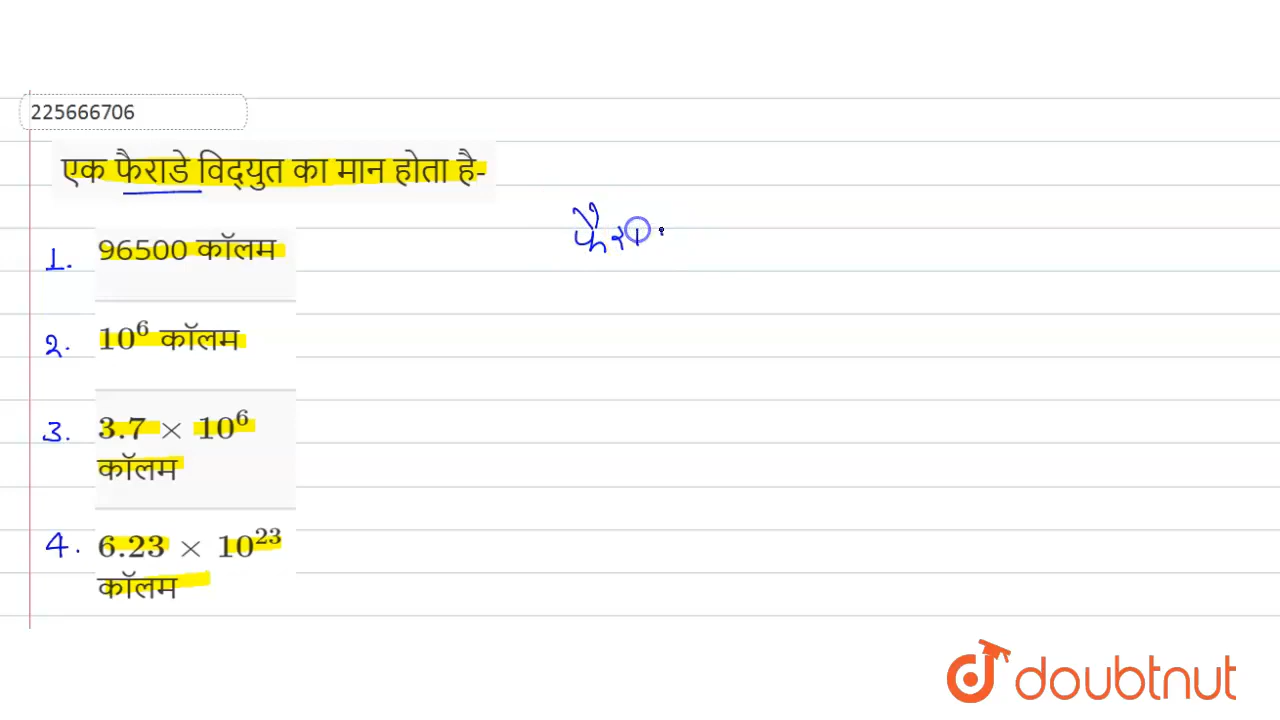 225666706
एक फैराडे विद्युत का मान होता है-
1. 96500 कॉलम
2. 10^6 कॉलम
3. 3.7 × 10^6
कॉलम
4. 6.23 × 10^23
कॉलम
फैरा
doubtnut